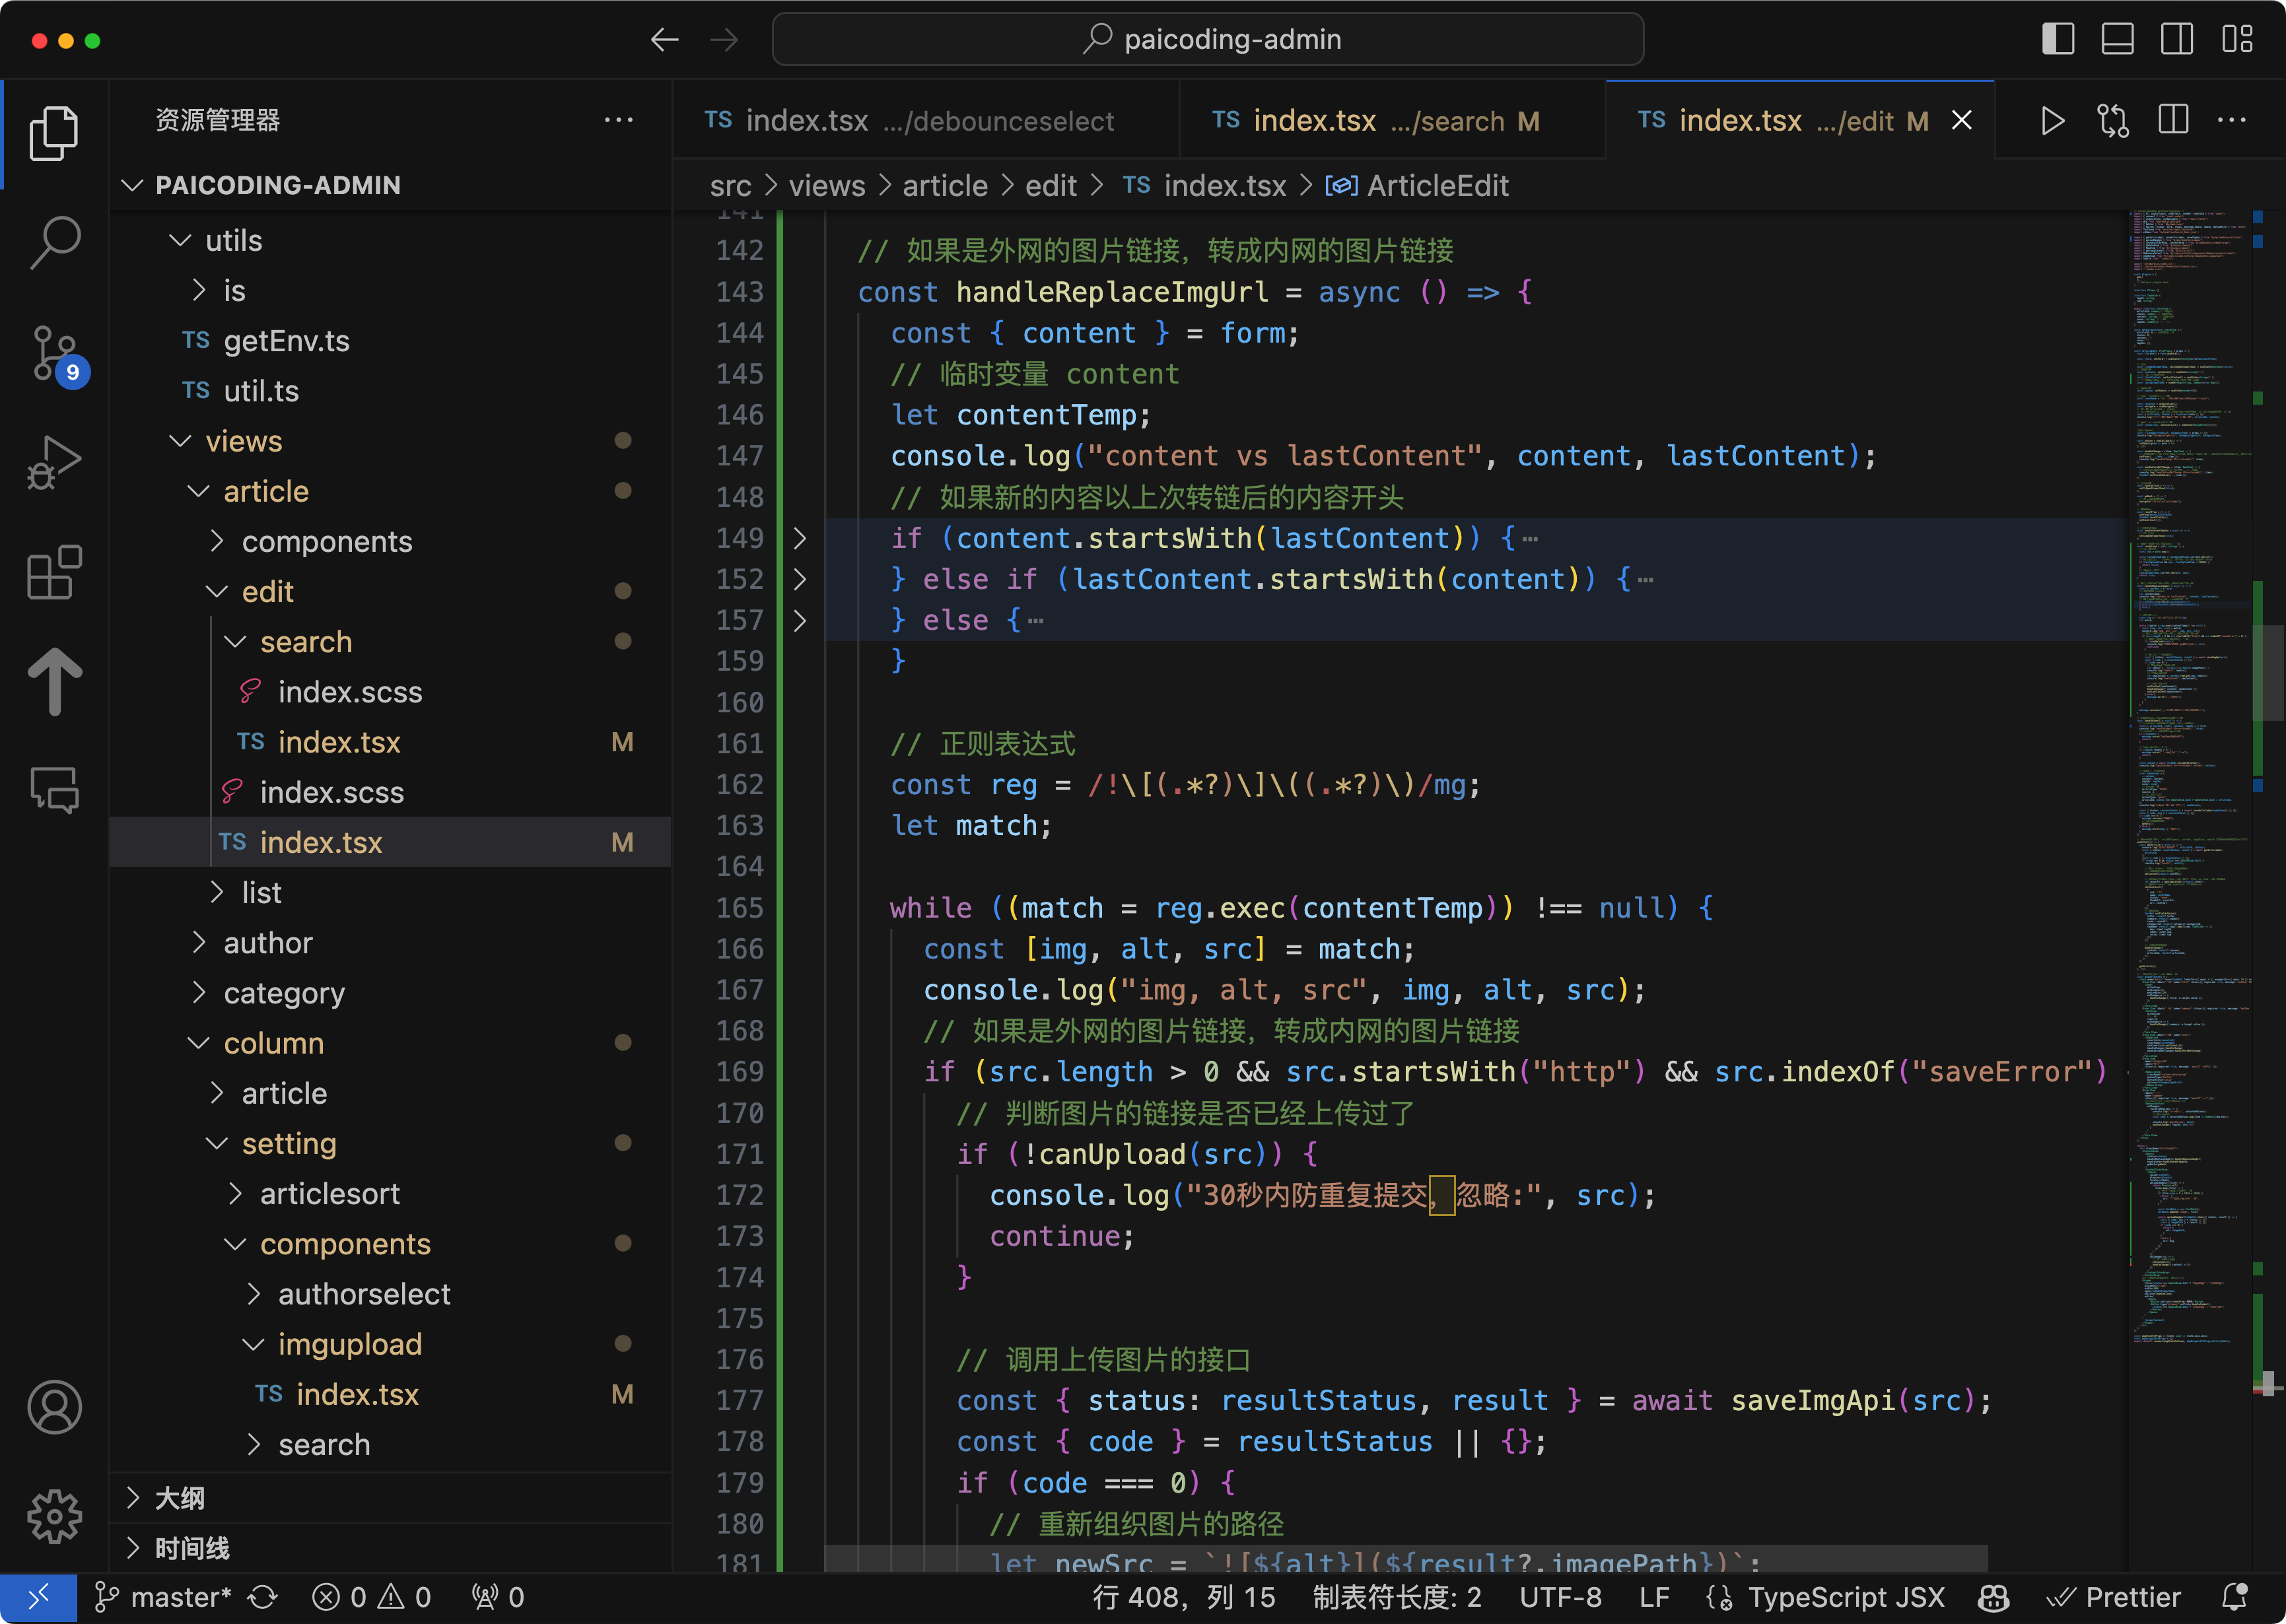 paicoding-admin
资源管理器
PAICODING-ADMIN
utils
is
TS getEnv.ts
TS util.ts
views
article
components
edit
search
index.scss
TS index.tsx M
index.scss
TS index.tsx M
list
author
category
column
article
setting
articlesort
components
authorselect
imgupload
TS index.tsx M
search
大纲
时间线
9
TS index.tsx .../debounceselect
TS index.tsx .../search M
TS index.tsx .../edit M
src > views > article > edit > TS index.tsx > ArticleEdit
141
142 // 如果是外网的图片链接，转成内网的图片链接
143 const handleReplaceImgUrl = async () => {
144 const { content } = form;
145 // 临时变量 content
146 let contentTemp;
147 console.log("content vs lastContent", content, lastContent);
148 // 如果新的内容以上次转链后的内容开头
149 if (content.startsWith(lastContent)) {…
152 } else if (lastContent.startsWith(content)) {…
157 } else {…
159 }
160
161 // 正则表达式
162 const reg = /!\[(.*?)\]\((.*?)\)/mg;
163 let match;
164
165 while ((match = reg.exec(contentTemp)) !== null) {
166 const [img, alt, src] = match;
167 console.log("img, alt, src", img, alt, src);
168 // 如果是外网的图片链接，转成内网的图片链接
169 if (src.length > 0 && src.startsWith("http") && src.indexOf("saveError")
170 // 判断图片的链接是否已经上传过了
171 if (!canUpload(src)) {
172 console.log("30秒内防重复提交，忽略:", src);
173 continue;
174 }
175
176 // 调用上传图片的接口
177 const { status: resultStatus, result } = await saveImgApi(src);
178 const { code } = resultStatus || {};
179 if (code === 0) {
180 // 重新组织图片的路径
181 let newSrc = `![${alt}](${result?.imagePath})`;
master* 0 0 0 行 408，列 15 制表符长度: 2 UTF-8 LF TypeScript JSX Prettier